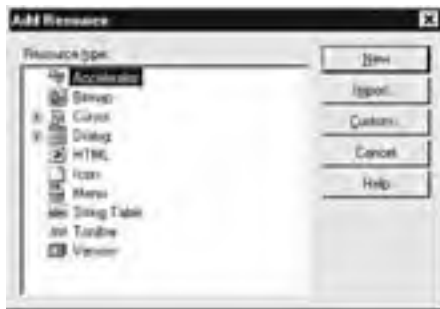 Add Resource
Resource type:
Accelerator
Bitmap
Cursor
Dialog
HTML
Icon
Menu
String Table
Toolbar
Version
New
Import...
Custom...
Cancel
Help